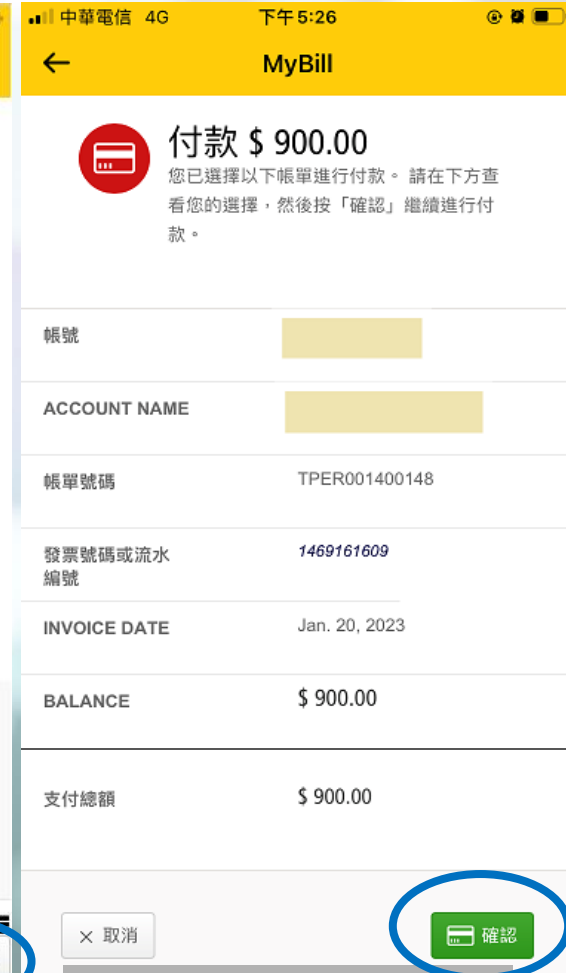 中華電信 4G 下午5:26
MyBill
付款 $ 900.00
您已選擇以下帳單進行付款。 請在下方查
看您的選擇，然後按「確認」繼續進行付
款。
帳號
ACCOUNT NAME
帳單號碼 TPER001400148
發票號碼或流水 1469161609
編號
INVOICE DATE Jan. 20, 2023
BALANCE $ 900.00
支付總額 $ 900.00
× 取消 確認